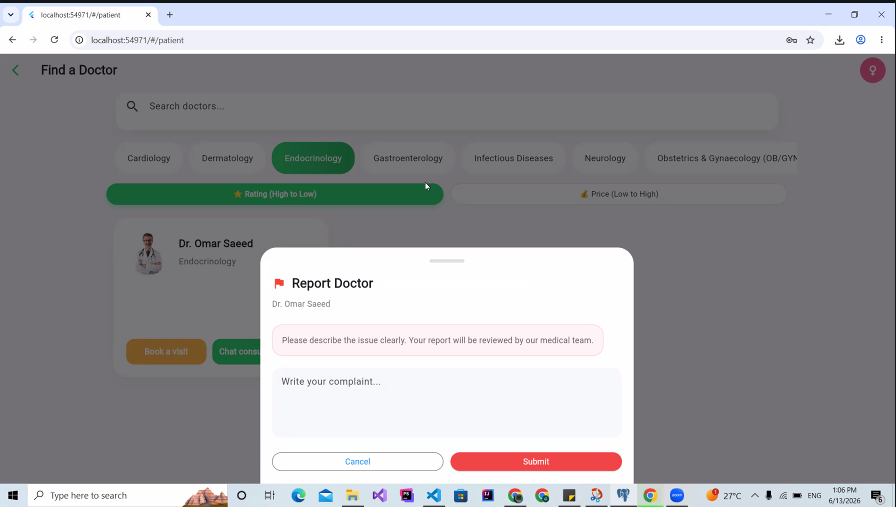 localhost:54971/#/patient
localhost:54971/#/patient
Find a Doctor
Search doctors...
Cardiology
Dermatology
Endocrinology
Gastroenterology
Infectious Diseases
Neurology
Obstetrics & Gynaecology (OB/GYN
Rating (High to Low)
Price (Low to High)
Dr. Omar Saeed
Endocrinology
Book a visit
Chat consu
Report Doctor
Dr. Omar Saeed
Please describe the issue clearly. Your report will be reviewed by our medical team.
Write your complaint...
Cancel
Submit
Type here to search
27°C
ENG
1:06 PM
6/13/2026